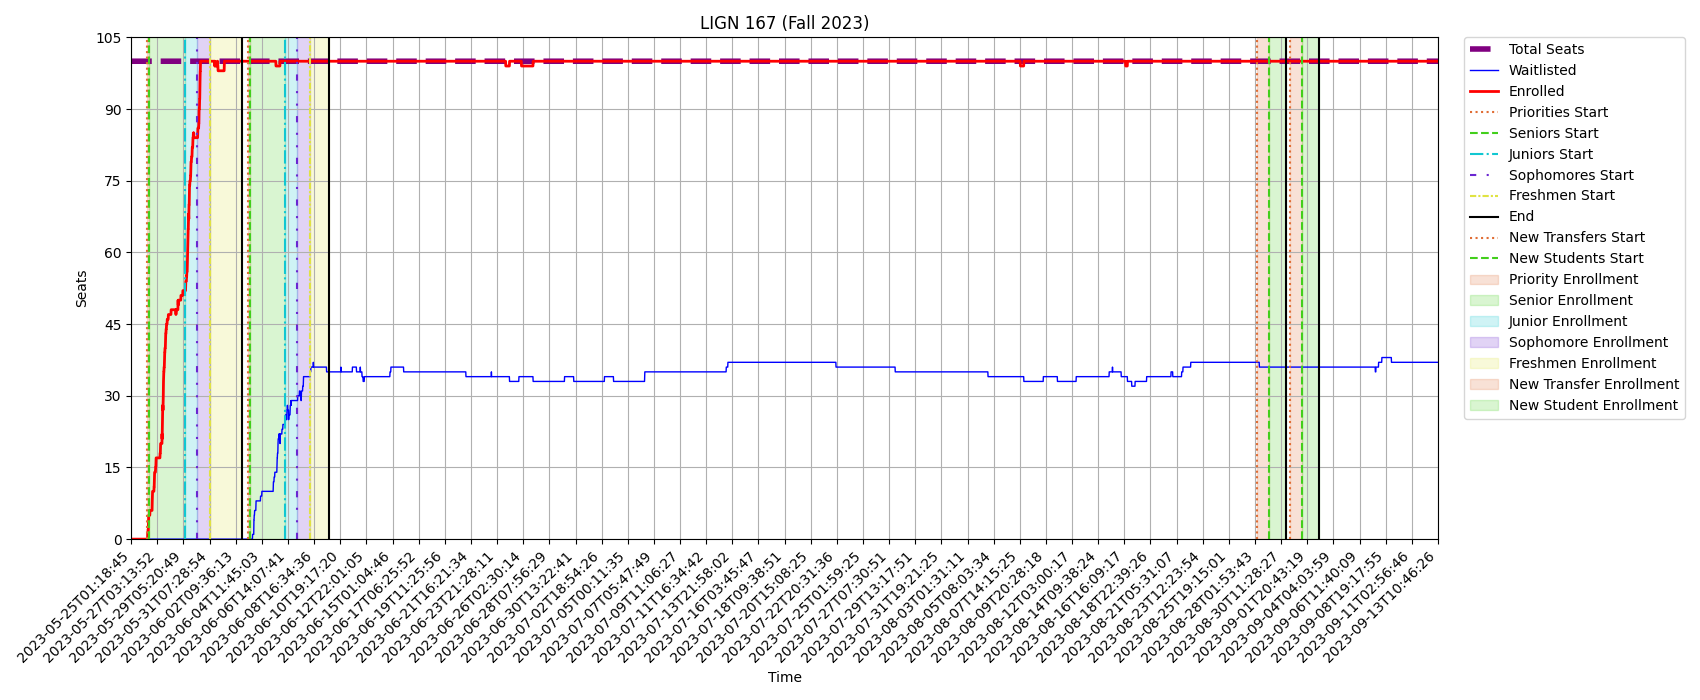 LIGN 167 (Fall 2023)
105
90
75
60
45
30
15
0
Seats
2023-05-25T01:18:45
2023-05-27T03:13:52
2023-05-29T05:20:49
2023-05-31T07:28:54
2023-06-02T09:36:13
2023-06-04T11:45:03
2023-06-06T14:07:41
2023-06-08T16:34:36
2023-06-10T19:17:20
2023-06-12T22:01:05
2023-06-15T01:04:46
2023-06-17T06:25:52
2023-06-19T11:25:56
2023-06-21T16:21:34
2023-06-23T21:28:11
2023-06-26T02:30:14
2023-06-28T07:56:29
2023-06-30T13:22:41
2023-07-02T18:54:26
2023-07-05T00:11:35
2023-07-07T05:47:49
2023-07-09T11:06:27
2023-07-11T16:34:42
2023-07-13T21:58:02
2023-07-16T03:45:47
2023-07-18T09:38:51
2023-07-20T15:08:25
2023-07-22T20:31:36
2023-07-25T01:59:25
2023-07-27T07:30:51
2023-07-29T13:17:51
2023-07-31T19:21:25
2023-08-03T01:31:11
2023-08-05T08:03:34
2023-08-07T14:15:25
2023-08-09T20:28:18
2023-08-12T03:00:17
2023-08-14T09:38:24
2023-08-16T16:09:17
2023-08-18T22:39:26
2023-08-21T05:31:07
2023-08-23T12:23:54
2023-08-25T19:15:01
2023-08-28T01:53:43
2023-08-30T11:28:27
2023-09-01T20:43:19
2023-09-04T04:03:59
2023-09-06T11:40:09
2023-09-08T19:17:55
2023-09-11T02:56:46
2023-09-13T10:46:26
Time
Total Seats
Waitlisted
Enrolled
Priorities Start
Seniors Start
Juniors Start
Sophomores Start
Freshmen Start
End
New Transfers Start
New Students Start
Priority Enrollment
Senior Enrollment
Junior Enrollment
Sophomore Enrollment
Freshmen Enrollment
New Transfer Enrollment
New Student Enrollment